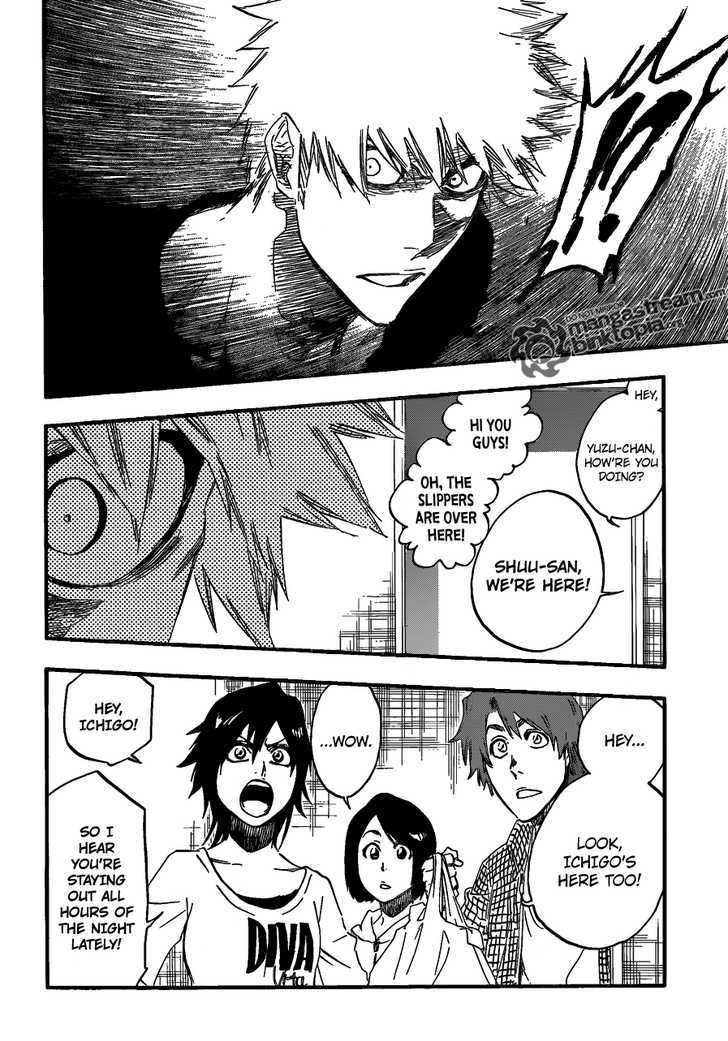 !?
mangastream.com
binktopia
HEY,
YUZU-CHAN,
HOW'RE YOU
DOING?
HI YOU
GUYS!
OH, THE
SLIPPERS
ARE OVER
HERE!
SHUU-SAN,
WE'RE HERE!
HEY...
LOOK,
ICHIGO'S
HERE TOO!
...WOW.
HEY,
ICHIGO!
SO I
HEAR
YOU'RE
STAYING
OUT ALL
HOURS OF
THE NIGHT
LATELY!
DIVA